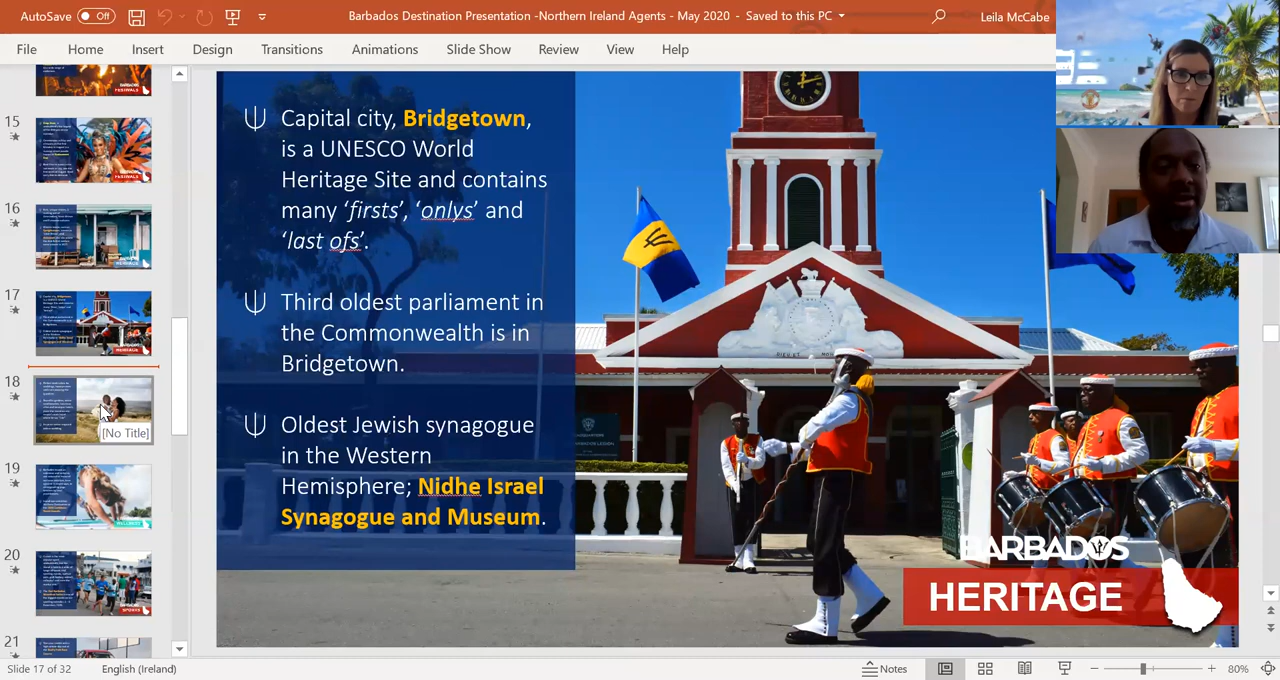 AutoSave Off
Barbados Destination Presentation -Northern Ireland Agents - May 2020 - Saved to this PC
Leila McCabe
File Home Insert Design Transitions Animations Slide Show Review View Help
15
16
17
18
[No Title]
19
20
21
Capital city, Bridgetown,
is a UNESCO World
Heritage Site and contains
many ‘firsts’, ‘onlys’ and
‘last ofs’.
Third oldest parliament in
the Commonwealth is in
Bridgetown.
Oldest Jewish synagogue
in the Western
Hemisphere; Nidhe Israel
Synagogue and Museum.
BARBADOS
HERITAGE
Slide 17 of 32 English (Ireland) Notes 80%